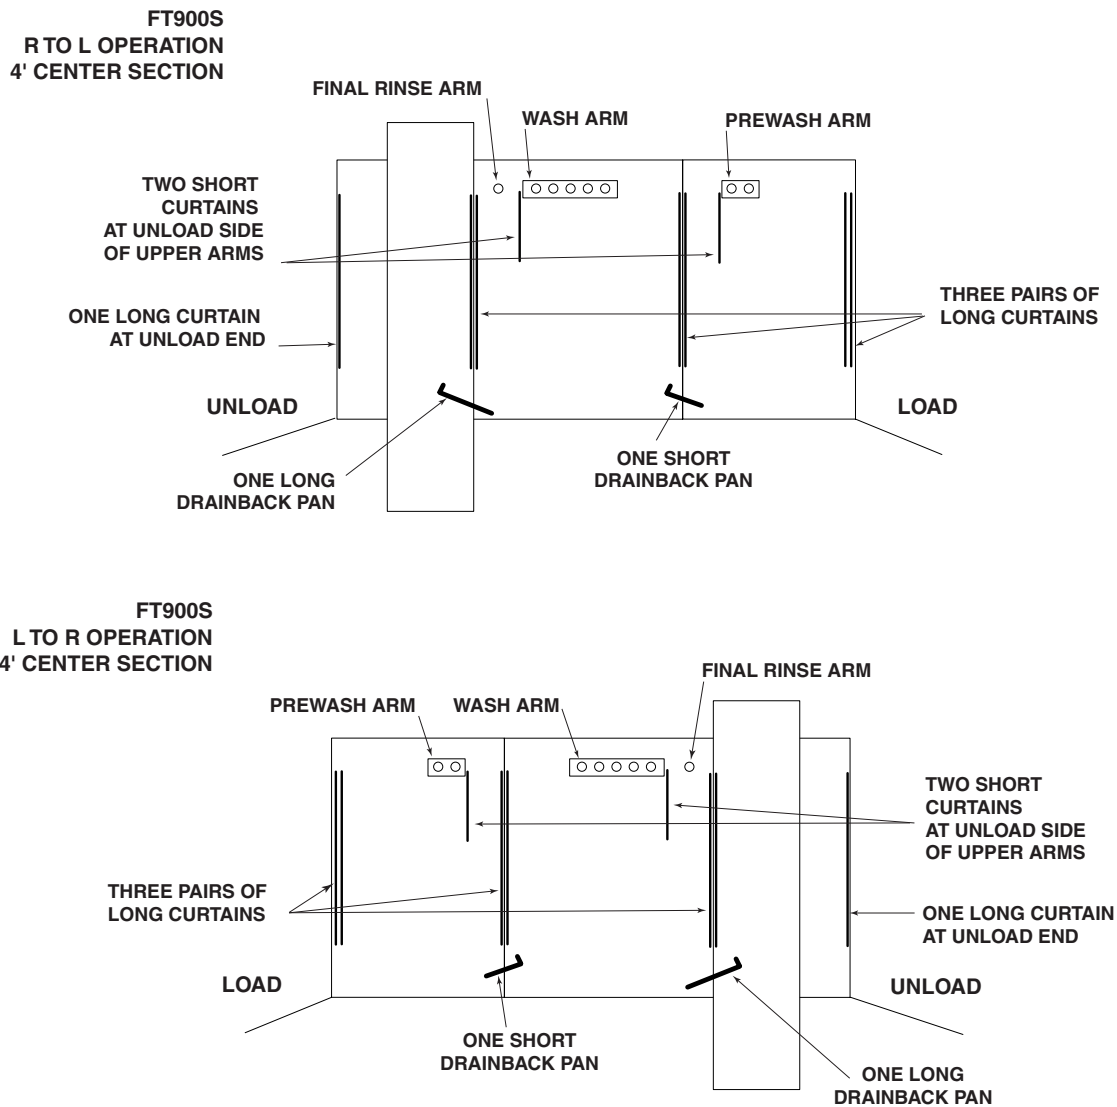 FT900S
R TO L OPERATION
4' CENTER SECTION
FINAL RINSE ARM
WASH ARM
PREWASH ARM
TWO SHORT
CURTAINS
AT UNLOAD SIDE
OF UPPER ARMS
THREE PAIRS OF
LONG CURTAINS
ONE LONG CURTAIN
AT UNLOAD END
UNLOAD
LOAD
ONE SHORT
DRAINBACK PAN
ONE LONG
DRAINBACK PAN
FT900S
L TO R OPERATION
4' CENTER SECTION
FINAL RINSE ARM
PREWASH ARM
WASH ARM
TWO SHORT
CURTAINS
AT UNLOAD SIDE
OF UPPER ARMS
THREE PAIRS OF
LONG CURTAINS
ONE LONG CURTAIN
AT UNLOAD END
LOAD
UNLOAD
ONE SHORT
DRAINBACK PAN
ONE LONG
DRAINBACK PAN